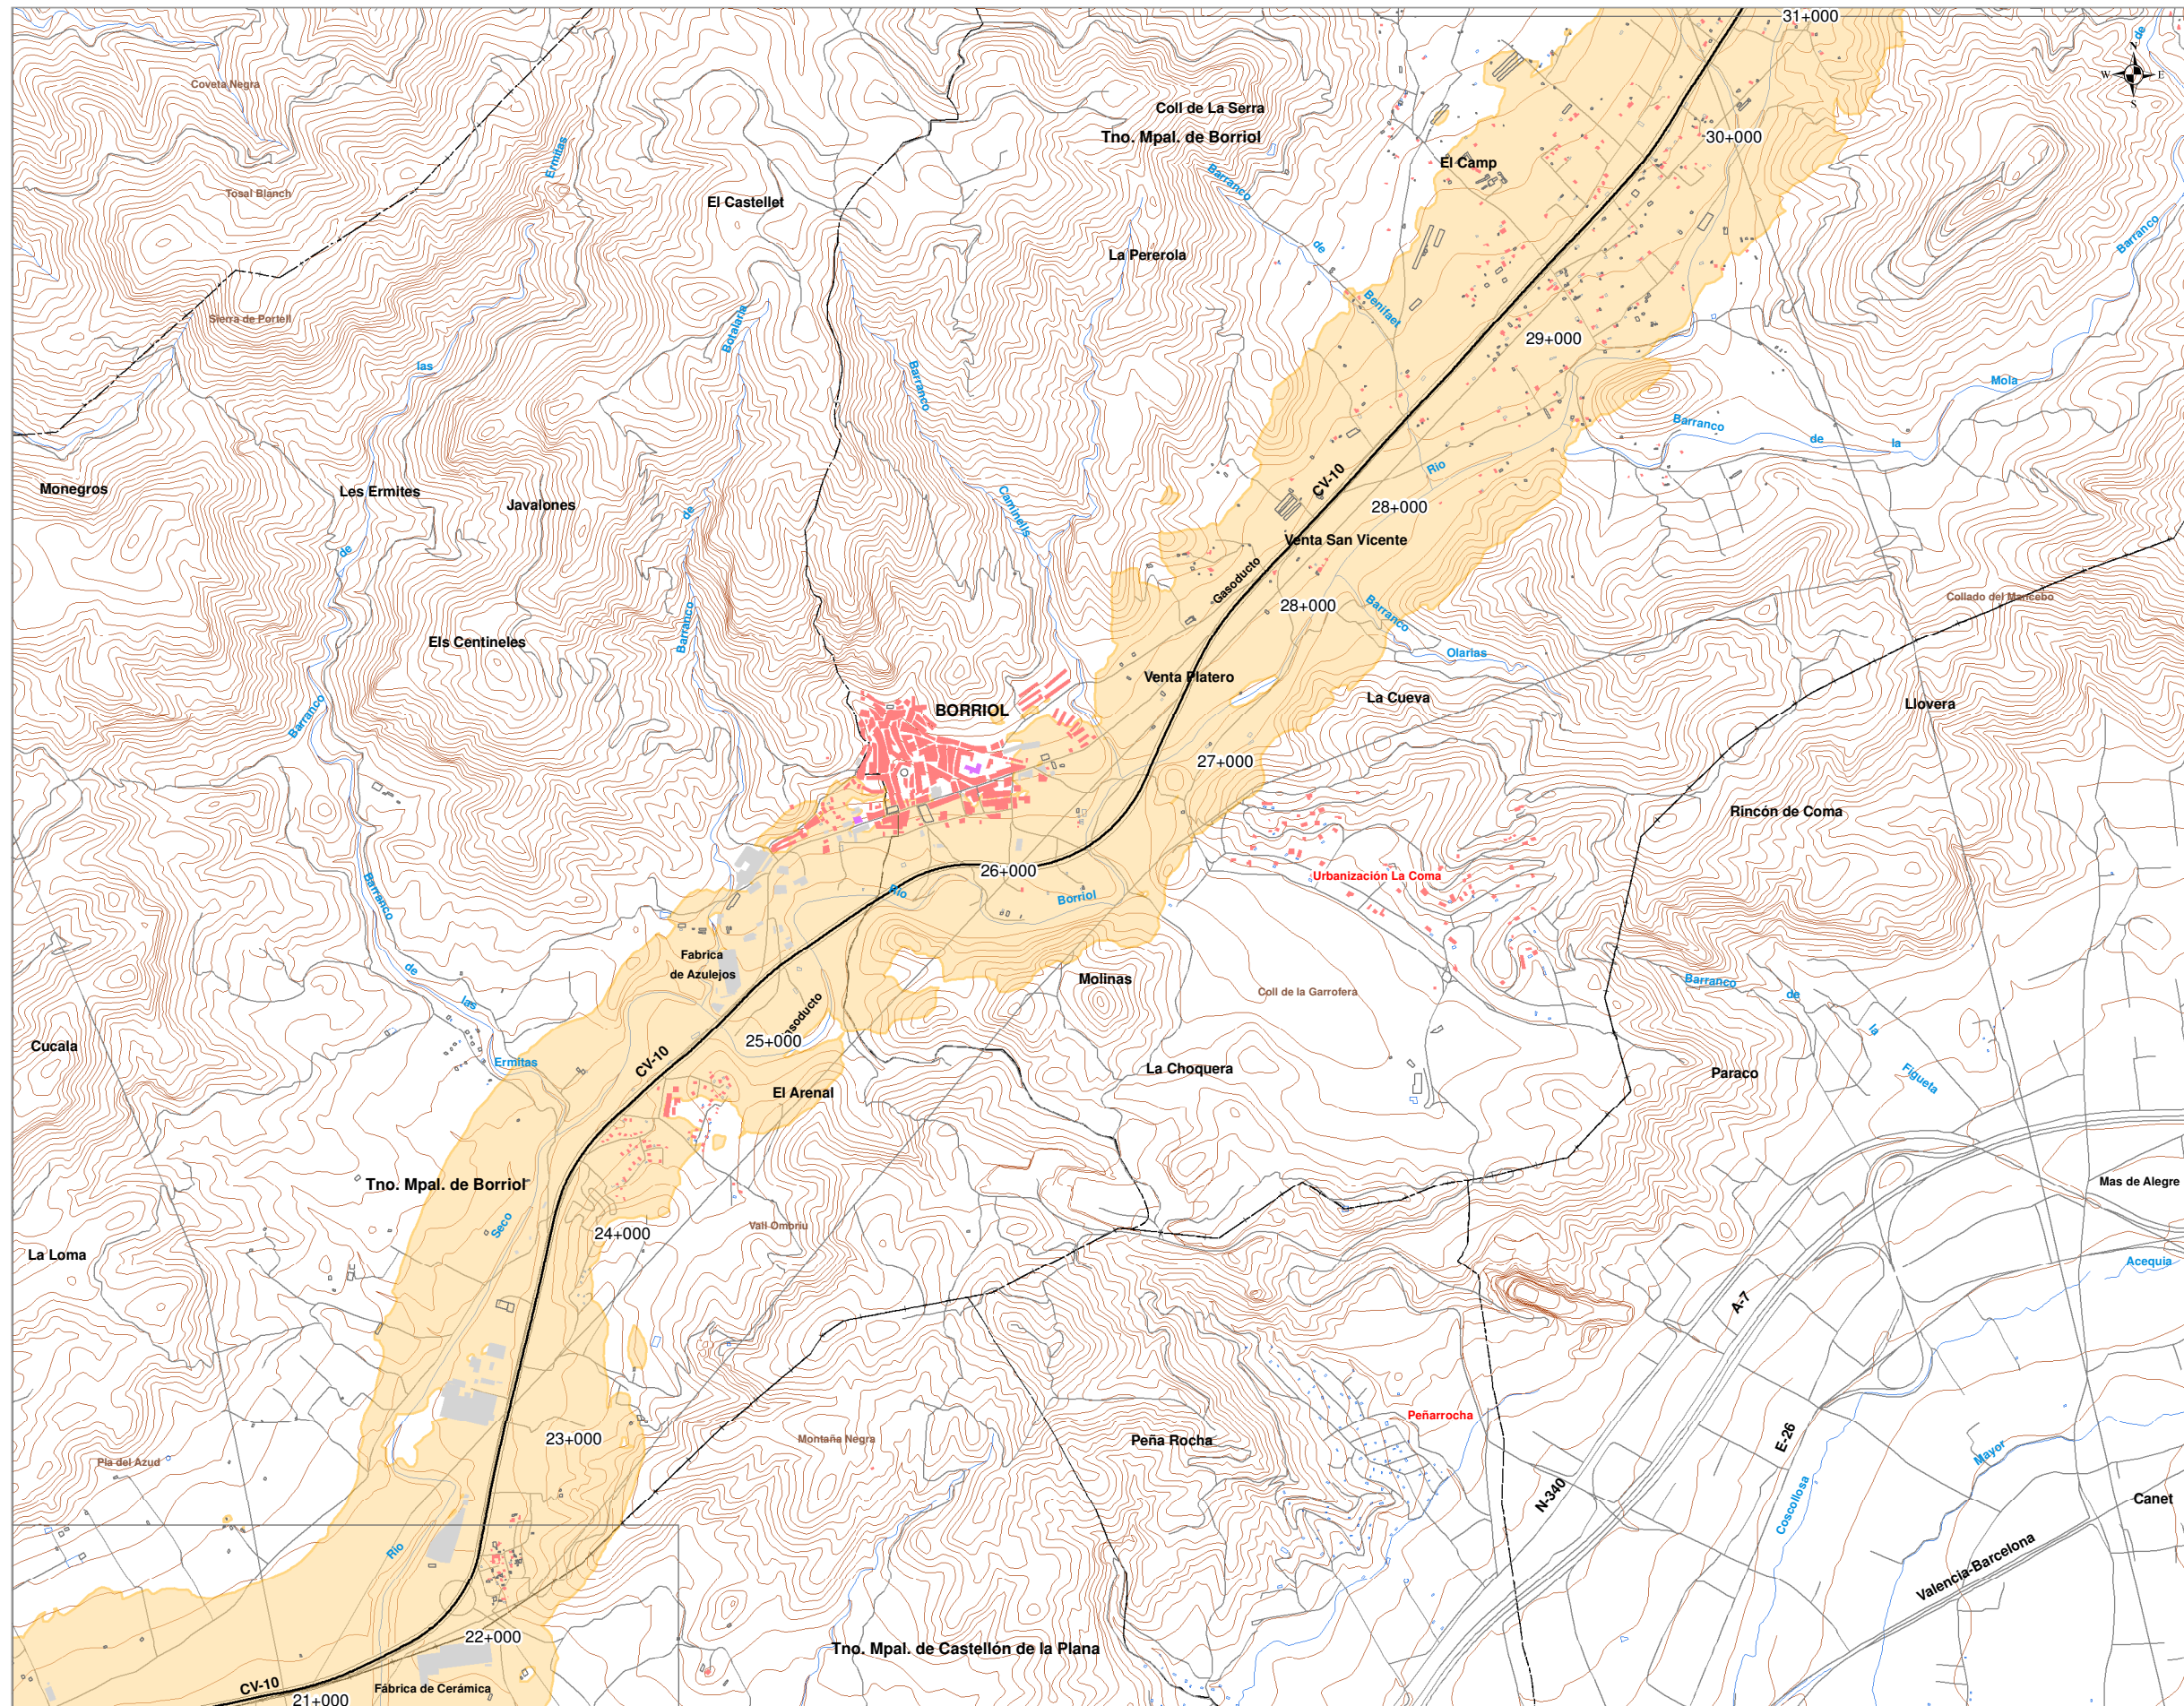 31+000
de
N
W
E
S
Coveta Negra
Coll de La Serra
Tno. Mpal. de Borriol
30+000
Ermitas
El Camp
Barranco
Tosal Blanch
El Castellet
de
La Pererola
Barranco
Sierra de Portell
Botalaria
Benifaet
29+000
las
Barranco
Mola
Barranco
de
la
Rio
CV-10
Monegros
Les Ermites
Javalones
Caminells
28+000
de
Venta San Vicente
de
Gasoducto
28+000
Collado del Mancebo
Barranco
Barranco
Els Centineles
Olarias
Venta Platero
La Cueva
Llovera
Barranco
BORRIOL
27+000
Rincón de Coma
26+000
Urbanización La Coma
Barranco
Río
Borriol
Fabrica
de Azulejos
de
Molinas
Barranco
de
Coll de la Garrofera
las
la
25+000
CV-10
Cucala
Ermitas
La Choquera
Paraco
Figueta
El Arenal
Tno. Mpal. de Borriol
Mas de Alegre
Seco
Vall Ombriu
24+000
La Loma
Acequia
A-7
Peñarrocha
23+000
Montaña Negra
Peña Rocha
E-26
Pla del Azud
Mayor
N-340
Coscollosa
Canet
Río
Valencia-Barcelona
22+000
Tno. Mpal. de Castellón de la Plana
CV-10
Fábrica de Cerámica
21+000